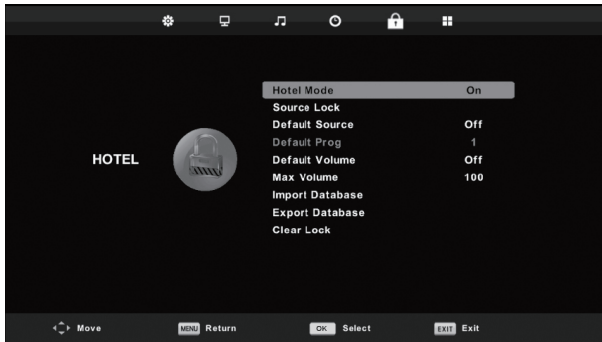 Hotel Mode On
Source Lock
Default Source Off
Default Prog 1
HOTEL
Default Volume Off
Max Volume 100
Import Database
Export Database
Clear Lock
Move MENU Return OK Select EXIT Exit